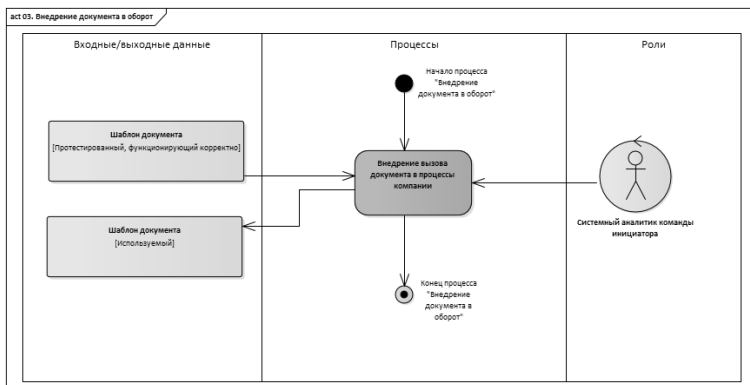 act 03. Внедрение документа в оборот
Входные/выходные данные
Процессы
Роли
Начало процесса
"Внедрение
документа в оборот"
Шаблон документа
[Протестированный, функционирующий корректно]
Внедрение вызова
документа в процессы
компании
Системный аналитик команды
инициатора
Шаблон документа
[Используемый]
Конец процесса
"Внедрение
документа в
оборот"